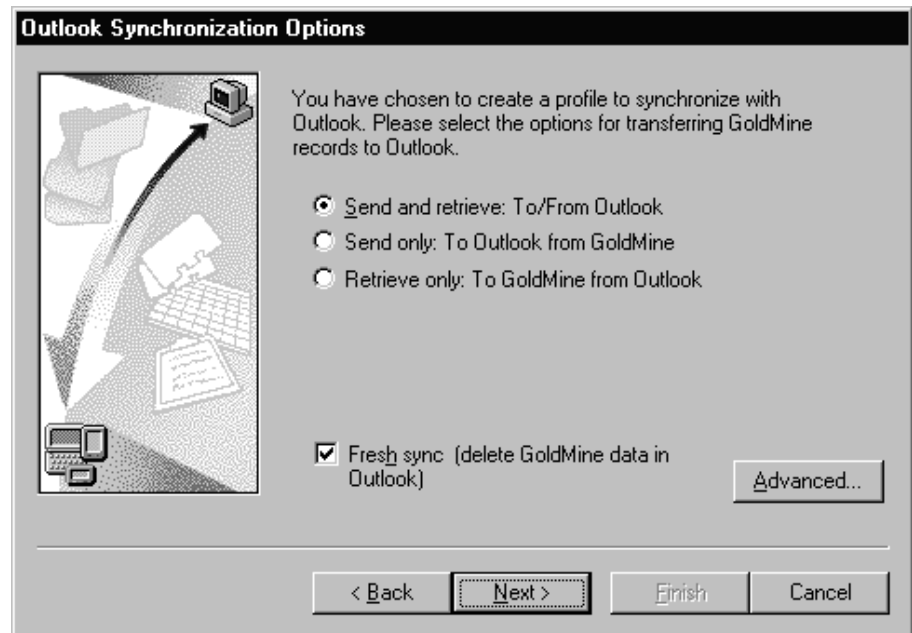 Outlook Synchronization Options
You have chosen to create a profile to synchronize with
Outlook. Please select the options for transferring GoldMine
records to Outlook.
Send and retrieve: To/From Outlook
Send only: To Outlook from GoldMine
Retrieve only: To GoldMine from Outlook
Fresh sync (delete GoldMine data in
Outlook)
Advanced...
< Back
Next >
Finish
Cancel